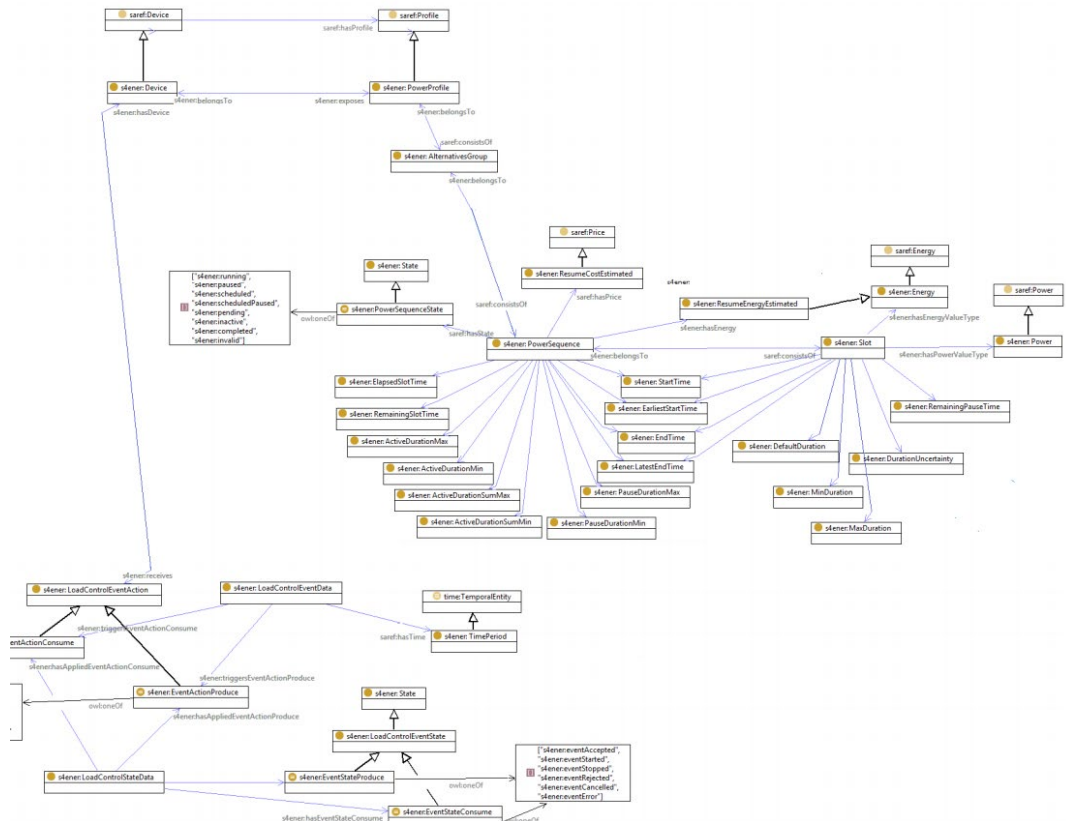 saref:Device
saref:Profile
saref:hasProfile
s4ener:Device
s4ener:PowerProfile
s4ener:belongsTo
s4ener:exposes
s4ener:hasDevice
s4ener:belongsTo
saref:consistsOf
s4ener:AlternativesGroup
s4ener:belongsTo
saref:Price
saref:Energy
s4ener:State
s4ener:ResumeCostEstimated
["s4ener:running",
"s4ener:paused",
"s4ener:scheduled",
"s4ener:scheduledPaused",
"s4ener:pending",
"s4ener:inactive",
"s4ener:completed",
"s4ener:invalid"]
s4ener:
saref:Power
s4ener:Energy
saref:hasPrice
saref:consistsOf
s4ener:ResumeEnergyEstimated
s4ener:PowerSequenceState
owl:oneOf
s4ener:hasEnergyValueType
s4ener:hasEnergy
saref:hasState
s4ener:PowerSequence
s4ener:Slot
s4ener:Power
s4ener:belongsTo
saref:consistsOf
s4ener:hasPowerValueType
s4ener:ElapsedSlotTime
s4ener:StartTime
s4ener:RemainingSlotTime
s4ener:EarliestStartTime
s4ener:RemainingPauseTime
s4ener:ActiveDurationMax
s4ener:EndTime
s4ener:DefaultDuration
s4ener:ActiveDurationMin
s4ener:LatestEndTime
s4ener:DurationUncertainty
s4ener:ActiveDurationSumMax
s4ener:PauseDurationMax
s4ener:MinDuration
s4ener:ActiveDurationSumMin
s4ener:PauseDurationMin
s4ener:MaxDuration
s4ener:receives
s4ener:LoadControlEventAction
s4ener:LoadControlEventData
time:TemporalEntity
s4ener:triggersEventActionConsume
entActionConsume
saref:hasTime
s4ener:TimePeriod
s4ener:hasAppliedEventActionConsume
s4ener:triggersEventActionProduce
s4ener:EventActionProduce
owl:oneOf
s4ener:State
s4ener:hasAppliedEventActionProduce
s4ener:LoadControlEventState
["s4ener:eventAccepted",
"s4ener:eventStarted",
"s4ener:eventStopped",
"s4ener:eventRejected",
"s4ener:eventCancelled",
"s4ener:eventError"]
s4ener:LoadControlStateData
s4ener:EventStateProduce
owl:oneOf
s4ener:EventStateConsume
s4ener:hasEventStateConsume